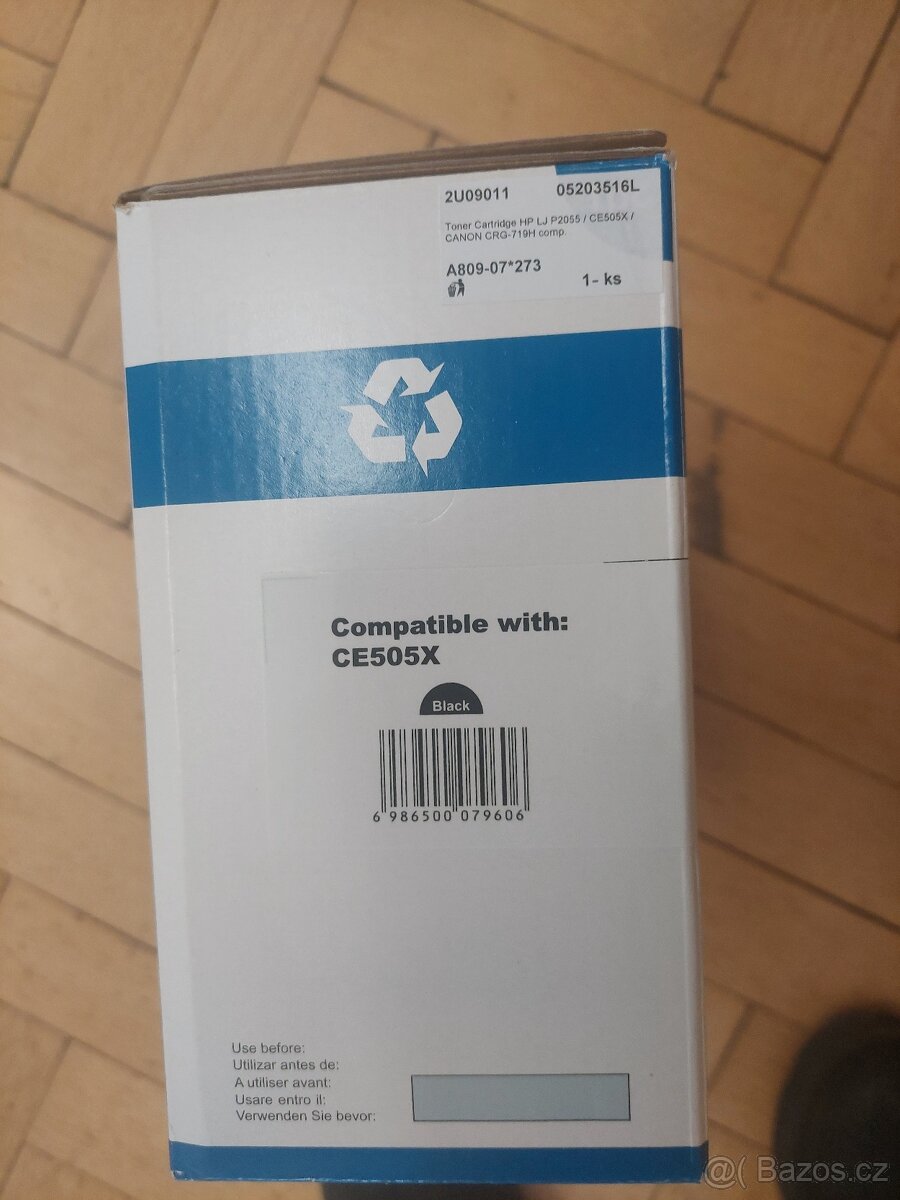 2U09011 05203516L
Toner Cartridge HP LJ P2055 / CE505X /
CANON CRG-719H comp.
A809-07*273
1- ks
Compatible with:
CE505X
Black
6 986500 079606
Use before:
Utilizar antes de:
A utiliser avant:
Usare entro il:
Verwenden Sie bevor:
@( Bazos.cz